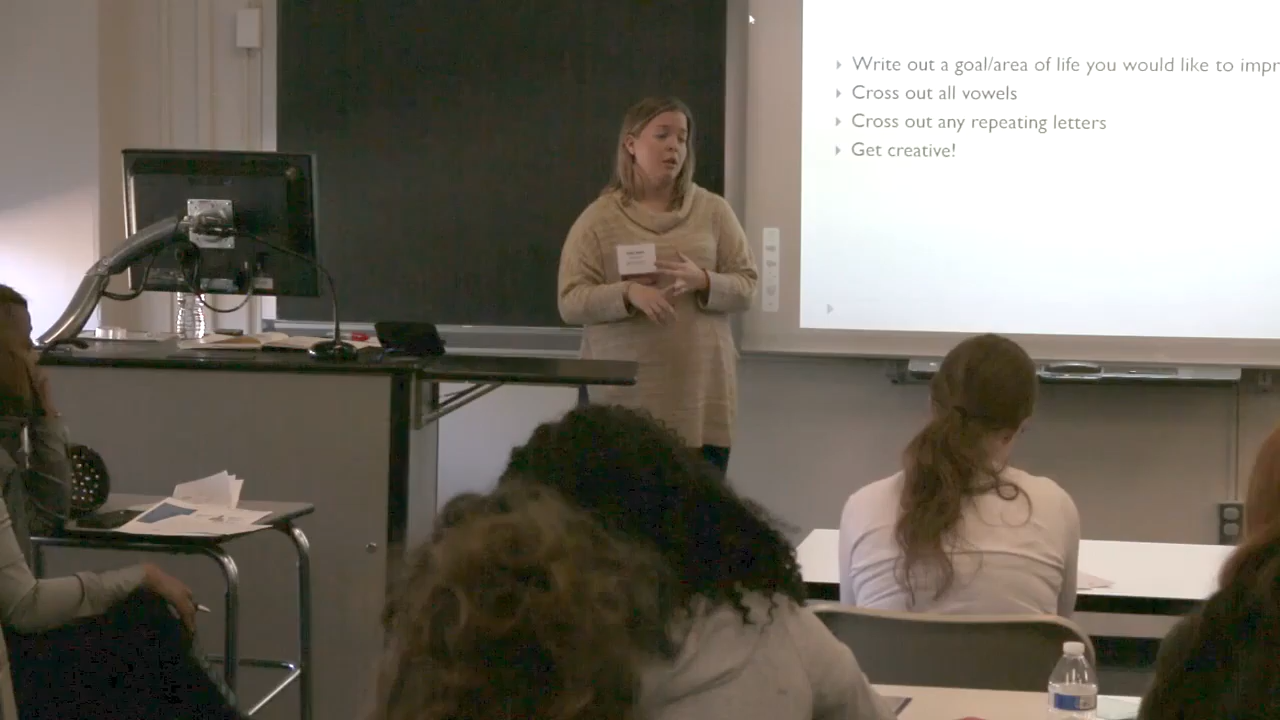 Write out a goal/area of life you would like to impr
Cross out all vowels
Cross out any repeating letters
Get creative!